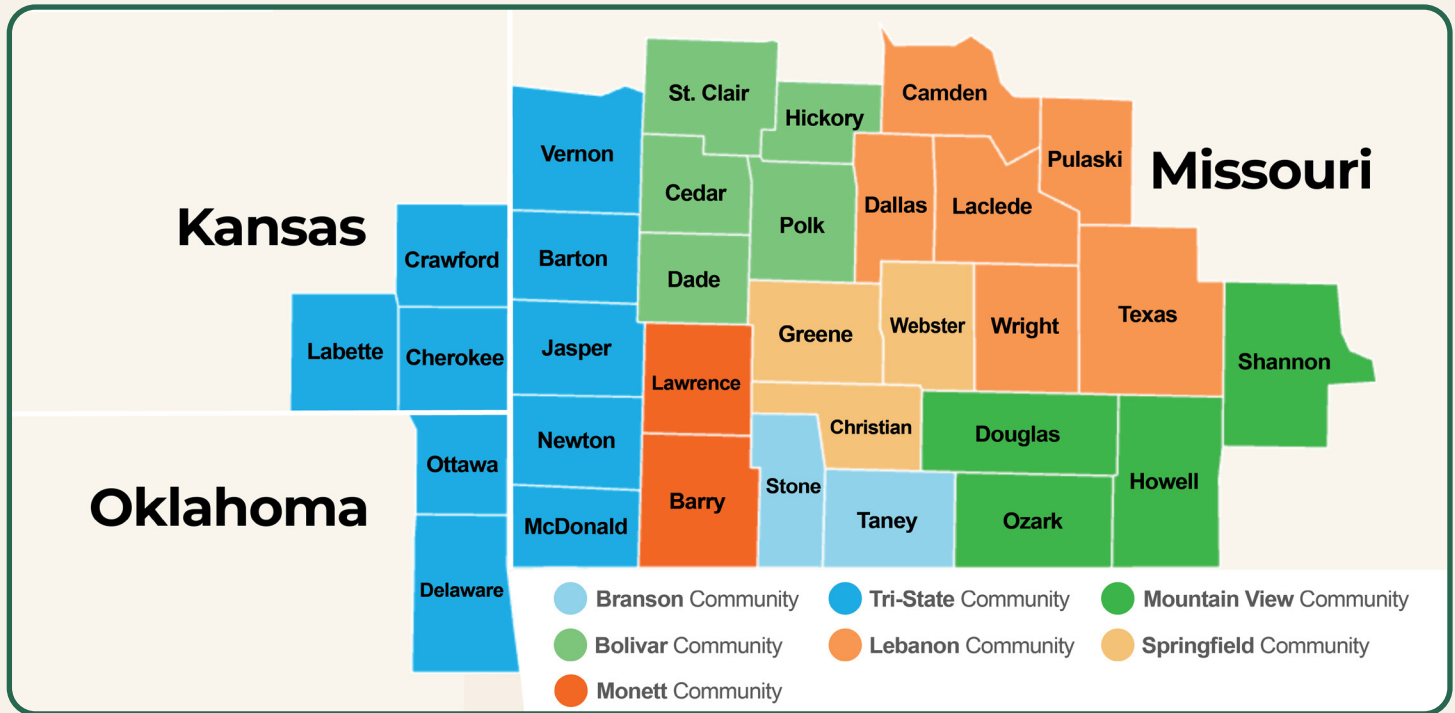 St. Clair
Hickory
Camden
Vernon
Pulaski
Missouri
Cedar
Dallas
Laclede
Polk
Kansas
Crawford
Barton
Dade
Greene
Webster
Wright
Texas
Labette
Cherokee
Jasper
Shannon
Lawrence
Christian
Douglas
Newton
Ottawa
Stone
Howell
Oklahoma
Barry
McDonald
Taney
Ozark
Delaware
Branson Community
Tri-State Community
Mountain View Community
Bolivar Community
Lebanon Community
Springfield Community
Monett Community